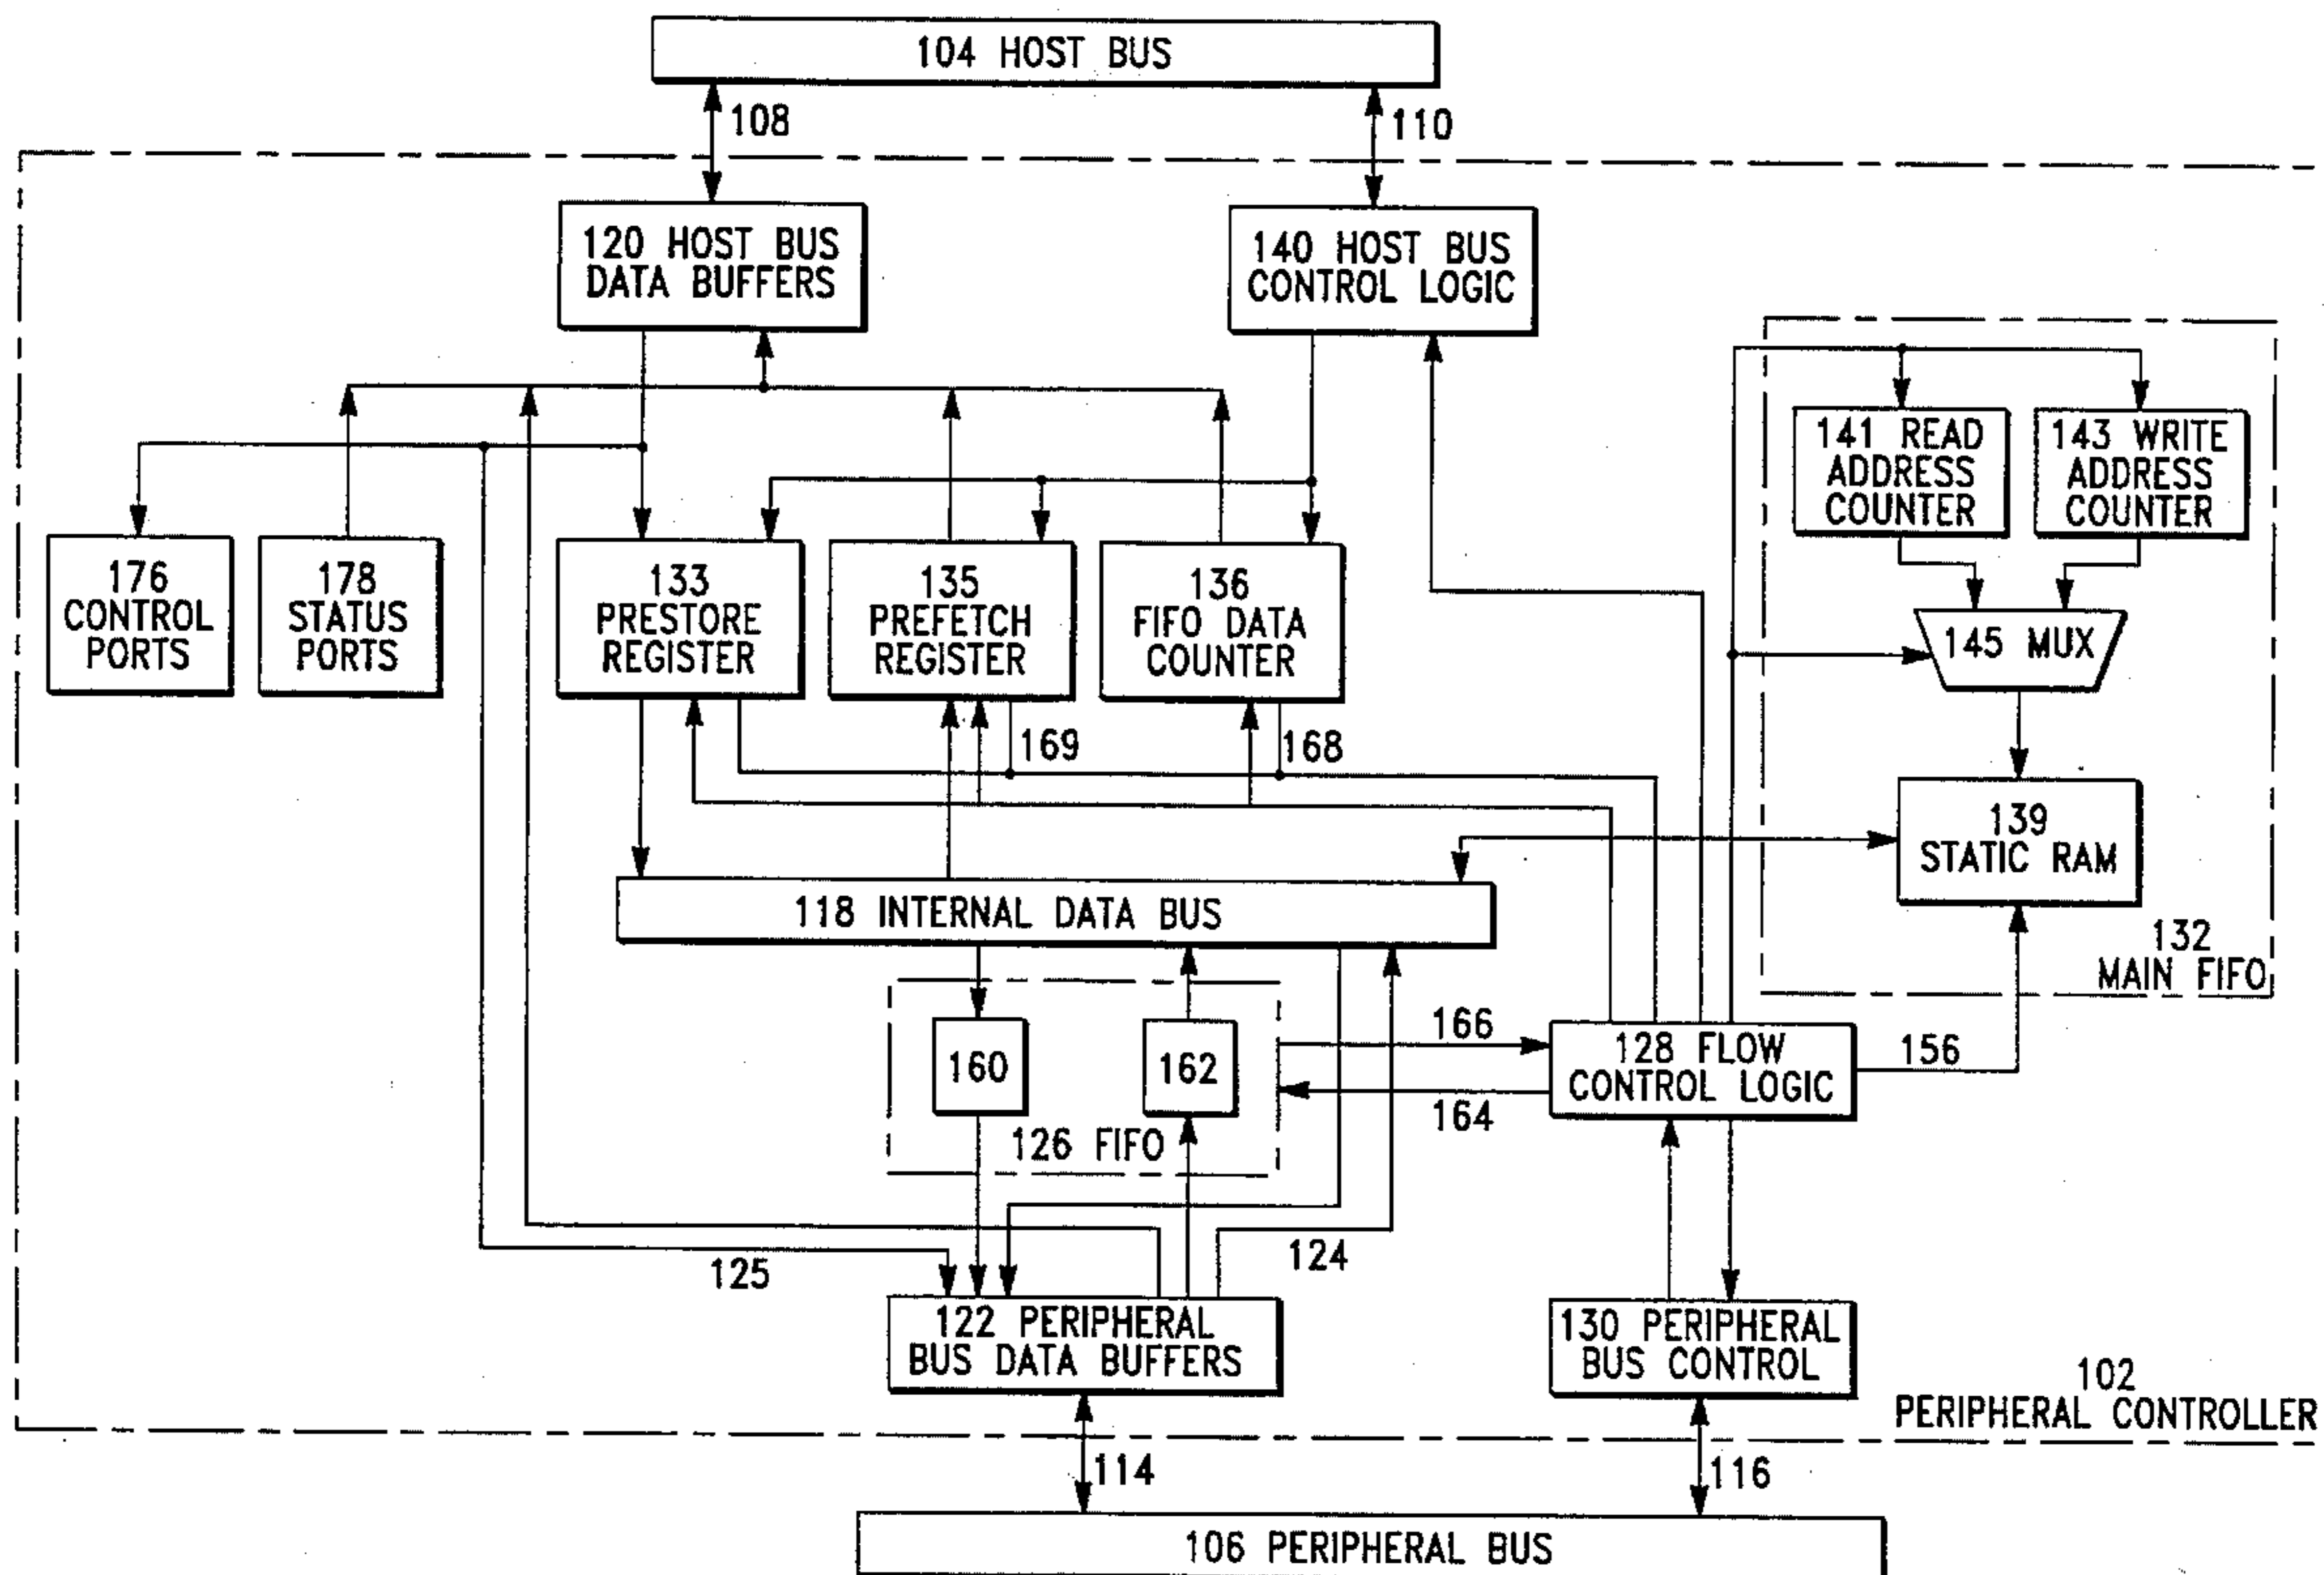 104 HOST BUS
108
110
120 HOST BUS
DATA BUFFERS
140 HOST BUS
CONTROL LOGIC
141 READ
ADDRESS
COUNTER
143 WRITE
ADDRESS
COUNTER
176
CONTROL
PORTS
178
STATUS
PORTS
133
PRESTORE
REGISTER
135
PREFETCH
REGISTER
136
FIFO DATA
COUNTER
145 MUX
169
168
139
STATIC RAM
118 INTERNAL DATA BUS
132
MAIN FIFO
160
162
126 FIFO
166
164
128 FLOW
CONTROL LOGIC
156
125
124
122 PERIPHERAL
BUS DATA BUFFERS
130 PERIPHERAL
BUS CONTROL
102
PERIPHERAL CONTROLLER
114
116
106 PERIPHERAL BUS